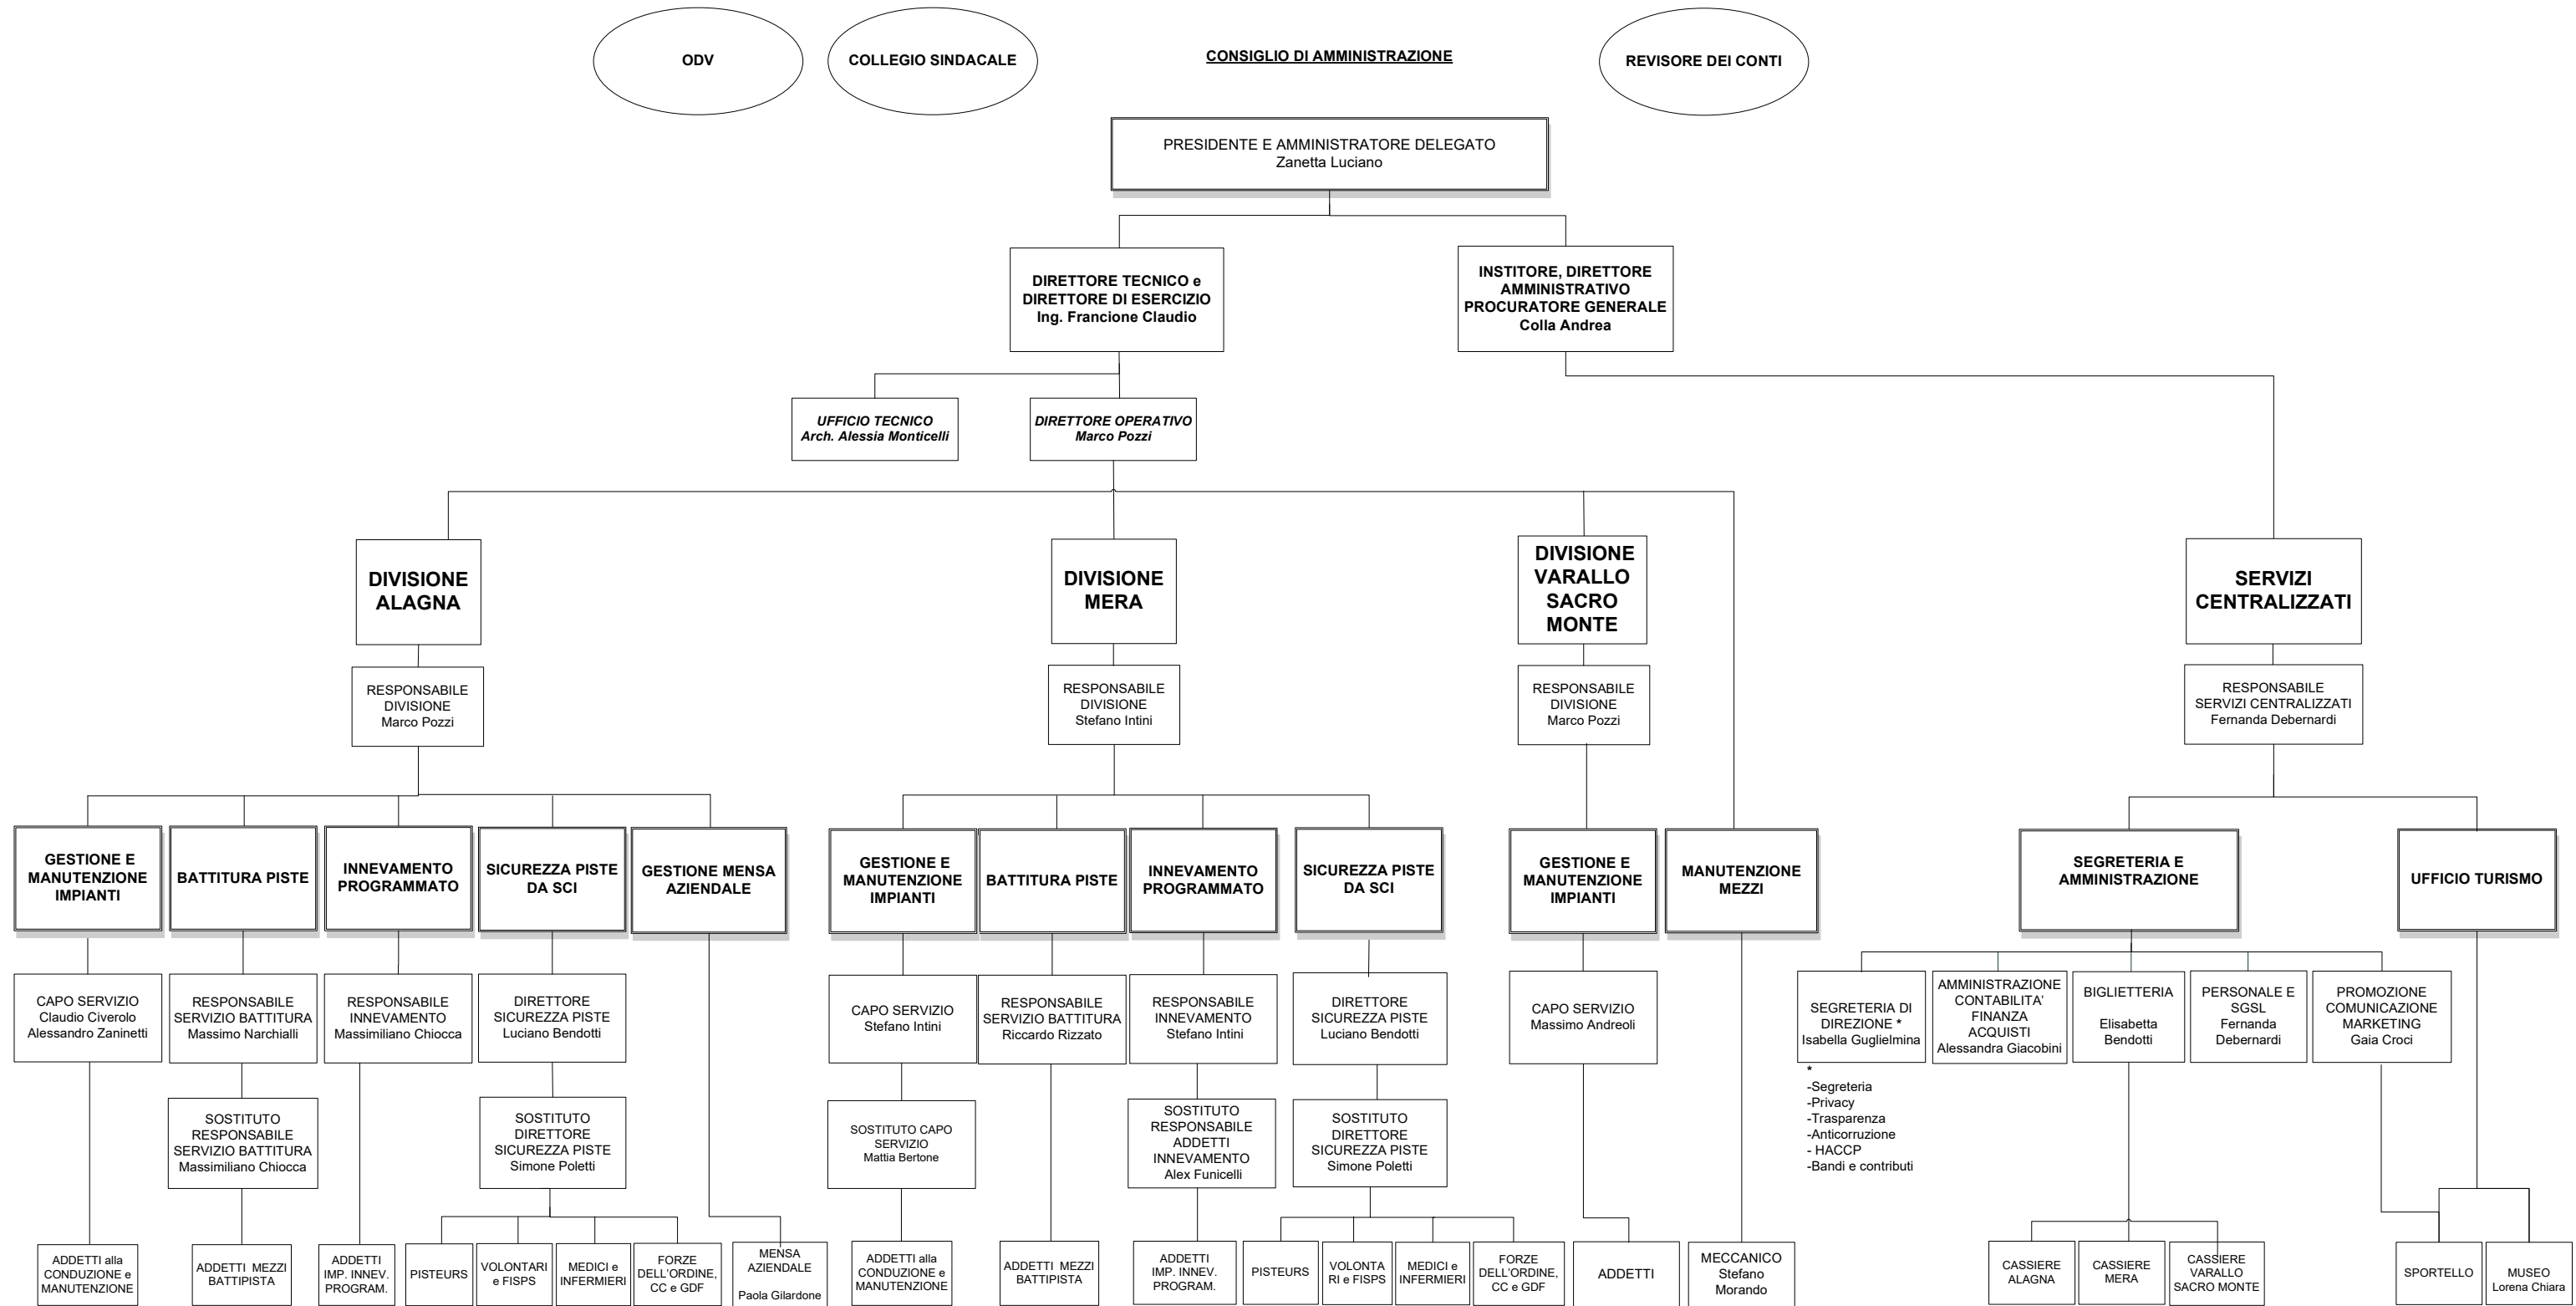 ODV
COLLEGIO SINDACALE
CONSIGLIO DI AMMINISTRAZIONE
REVISORE DEI CONTI
PRESIDENTE E AMMINISTRATORE DELEGATO
Zanetta Luciano
DIRETTORE TECNICO e
DIRETTORE DI ESERCIZIO
Ing. Francione Claudio
INSTITORE, DIRETTORE
AMMINISTRATIVO
PROCURATORE GENERALE
Colla Andrea
UFFICIO TECNICO
Arch. Alessia Monticelli
DIRETTORE OPERATIVO
Marco Pozzi
DIVISIONE
ALAGNA
DIVISIONE
MERA
DIVISIONE
VARALLO
SACRO
MONTE
SERVIZI
CENTRALIZZATI
RESPONSABILE
DIVISIONE
Marco Pozzi
RESPONSABILE
DIVISIONE
Stefano Intini
RESPONSABILE
DIVISIONE
Marco Pozzi
RESPONSABILE
SERVIZI CENTRALIZZATI
Fernanda Debernardi
GESTIONE E
MANUTENZIONE
IMPIANTI
BATTITURA PISTE
INNEVAMENTO
PROGRAMMATO
SICUREZZA PISTE
DA SCI
GESTIONE MENSA
AZIENDALE
GESTIONE E
MANUTENZIONE
IMPIANTI
BATTITURA PISTE
INNEVAMENTO
PROGRAMMATO
SICUREZZA PISTE
DA SCI
GESTIONE E
MANUTENZIONE
IMPIANTI
MANUTENZIONE
MEZZI
SEGRETERIA E
AMMINISTRAZIONE
UFFICIO TURISMO
CAPO SERVIZIO
Claudio Civerolo
Alessandro Zaninetti
RESPONSABILE
SERVIZIO BATTITURA
Massimo Narchialli
RESPONSABILE
INNEVAMENTO
Massimiliano Chiocca
DIRETTORE
SICUREZZA PISTE
Luciano Bendotti
CAPO SERVIZIO
Stefano Intini
RESPONSABILE
SERVIZIO BATTITURA
Riccardo Rizzato
RESPONSABILE
INNEVAMENTO
Stefano Intini
DIRETTORE
SICUREZZA PISTE
Luciano Bendotti
CAPO SERVIZIO
Massimo Andreoli
SEGRETERIA DI
DIREZIONE *
Isabella Guglielmina
AMMINISTRAZIONE
CONTABILITA'
FINANZA
ACQUISTI
Alessandra Giacobini
BIGLIETTERIA
Elisabetta
Bendotti
PERSONALE E
SGSL
Fernanda
Debernardi
PROMOZIONE
COMUNICAZIONE
MARKETING
Gaia Croci
*
-Segreteria
-Privacy
-Trasparenza
-Anticorruzione
- HACCP
-Bandi e contributi
SOSTITUTO
RESPONSABILE
SERVIZIO BATTITURA
Massimiliano Chiocca
SOSTITUTO
DIRETTORE
SICUREZZA PISTE
Simone Poletti
SOSTITUTO CAPO
SERVIZIO
Mattia Bertone
SOSTITUTO
RESPONSABILE
ADDETTI
INNEVAMENTO
Alex Funicelli
SOSTITUTO
DIRETTORE
SICUREZZA PISTE
Simone Poletti
ADDETTI alla
CONDUZIONE e
MANUTENZIONE
ADDETTI MEZZI
BATTIPISTA
ADDETTI
IMP. INNEV.
PROGRAM.
PISTEURS
VOLONTARI
e FISPS
MEDICI e
INFERMIERI
FORZE
DELL'ORDINE,
CC e GDF
MENSA
AZIENDALE
Paola Gilardone
ADDETTI alla
CONDUZIONE e
MANUTENZIONE
ADDETTI MEZZI
BATTIPISTA
ADDETTI
IMP. INNEV.
PROGRAM.
PISTEURS
VOLONTA
RI e FISPS
MEDICI e
INFERMIERI
FORZE
DELL'ORDINE,
CC e GDF
ADDETTI
MECCANICO
Stefano
Morando
CASSIERE
ALAGNA
CASSIERE
MERA
CASSIERE
VARALLO
SACRO MONTE
SPORTELLO
MUSEO
Lorena Chiara